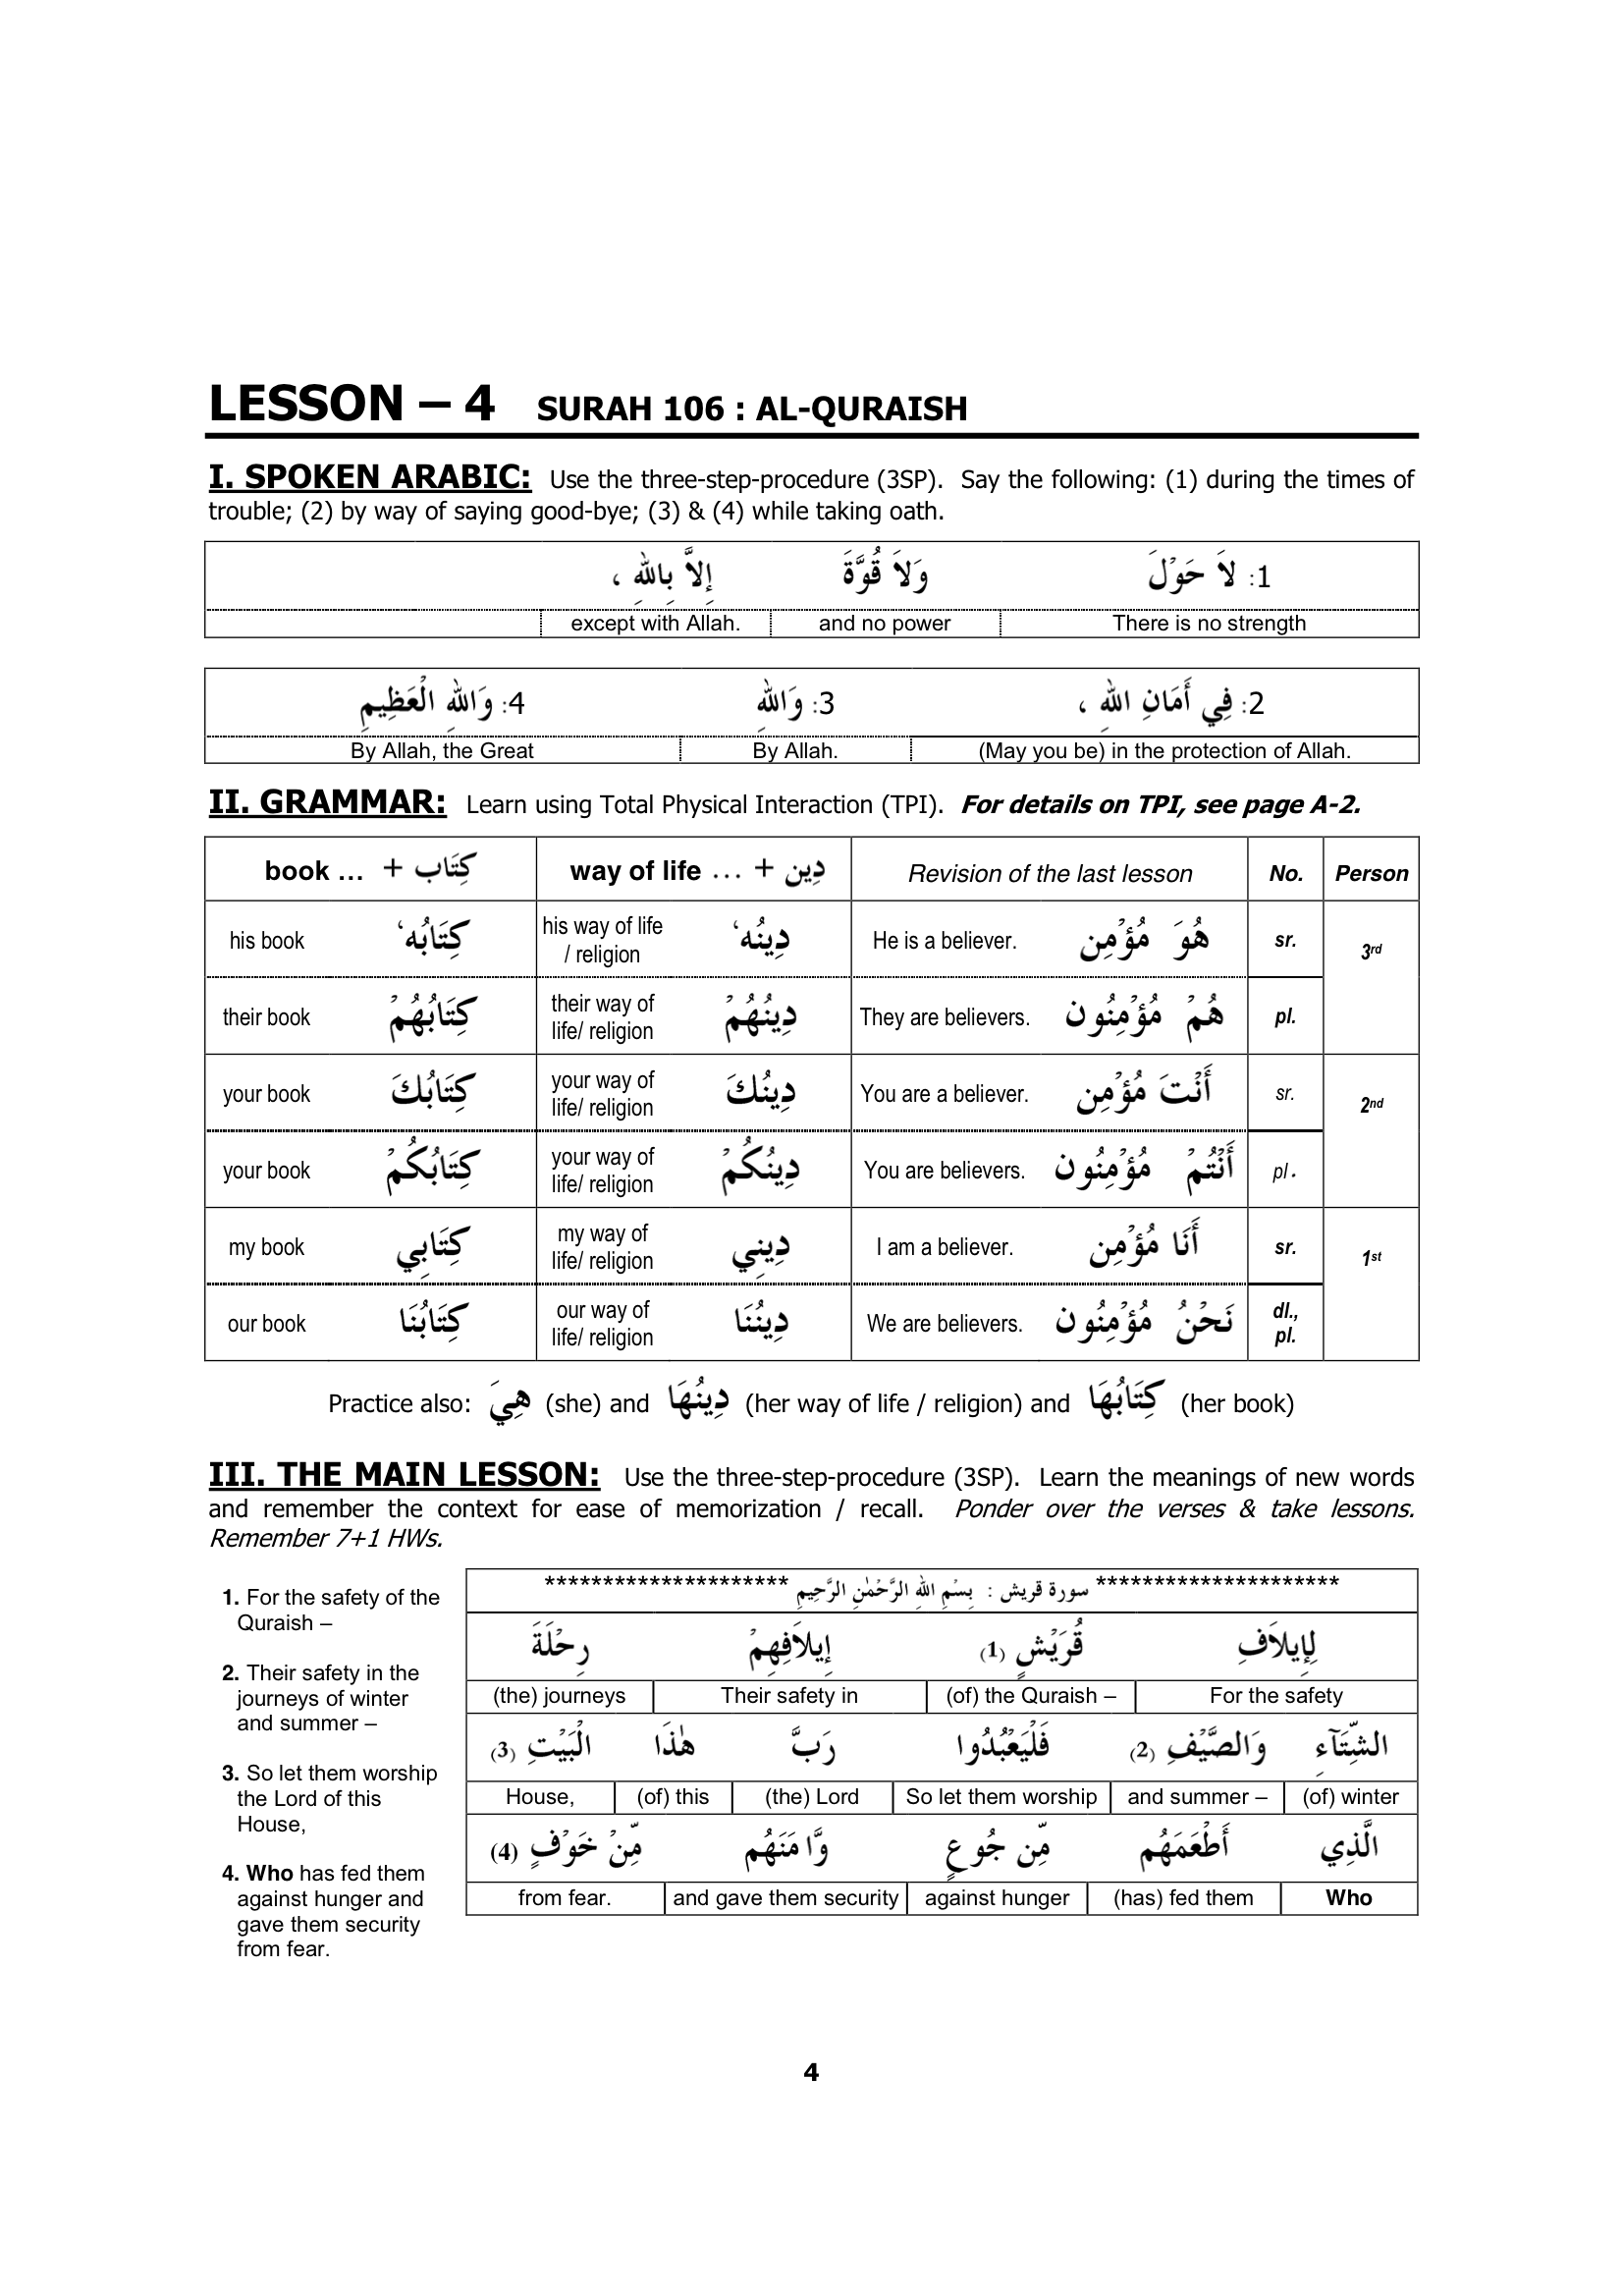 LESSON – 4 SURAH 106 : AL-QURAISH
I. SPOKEN ARABIC: Use the three-step-procedure (3SP). Say the following: (1) during the times of
trouble; (2) by way of saying good-bye; (3) & (4) while taking oath.
1: لاَ حَوْلَ وَلاَ قُوَّةَ إِلاَّ بِاللهِ ،
There is no strength and no power except with Allah.
2: فِي أَمَانِ اللهِ ، 3: وَاللهِ 4: وَاللهِ الْعَظِيمِ
(May you be) in the protection of Allah. By Allah. By Allah, the Great
II. GRAMMAR: Learn using Total Physical Interaction (TPI). For details on TPI, see page A-2.
book … + كِتَاب way of life … + دِين Revision of the last lesson No. Person
his book كِتَابُه‘ his way of life / religion دِينُه‘ He is a believer. هُوَ مُؤْمِن sr. 3rd
their book كِتَابُهُمْ their way of life/ religion دِينُهُمْ They are believers. هُمْ مُؤْمِنُون pl.
your book كِتَابُكَ your way of life/ religion دِينُكَ You are a believer. أَنْتَ مُؤْمِن sr. 2nd
your book كِتَابُكُمْ your way of life/ religion دِينُكُمْ You are believers. أَنْتُمْ مُؤْمِنُون pl.
my book كِتَابِي my way of life/ religion دِينِي I am a believer. أَنَا مُؤْمِن sr. 1st
our book كِتَابُنَا our way of life/ religion دِينُنَا We are believers. نَحْنُ مُؤْمِنُون dl., pl.
Practice also: هِيَ (she) and دِينُهَا (her way of life / religion) and كِتَابُهَا (her book)
III. THE MAIN LESSON: Use the three-step-procedure (3SP). Learn the meanings of new words
and remember the context for ease of memorization / recall. Ponder over the verses & take lessons.
Remember 7+1 HWs.
1. For the safety of the
Quraish –
2. Their safety in the
journeys of winter
and summer –
3. So let them worship
the Lord of this
House,
4. Who has fed them
against hunger and
gave them security
from fear.
********************* سورة قريش : بِسْمِ اللهِ الرَّحْمٰنِ الرَّحِيمِ *********************
لِإِيلاَفِ قُرَيْشٍ (1) إِيلاَفِهِمْ رِحْلَةَ
For the safety (of) the Quraish – Their safety in (the) journeys
الشِّتَآءِ وَالصَّيْفِ (2) فَلْيَعْبُدُوا رَبَّ هٰذَا الْبَيْتِ (3)
(of) winter and summer – So let them worship (the) Lord (of) this House,
الَّذِي أَطْعَمَهُم مِّن جُوعٍ وَّاٰمَنَهُم مِّنْ خَوْفٍ (4)
Who (has) fed them against hunger and gave them security from fear.
4